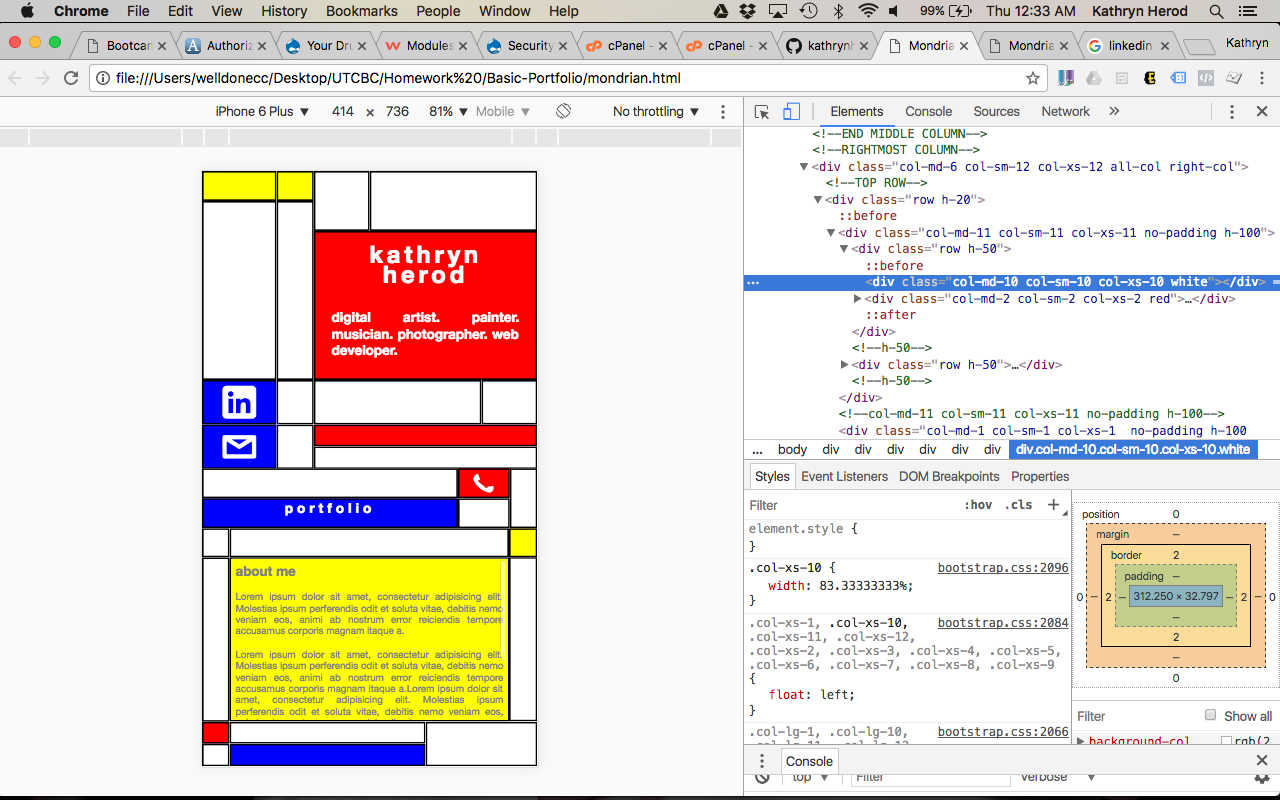 Chrome File Edit View History Bookmarks People Window Help 99% Thu 12:33 AM Kathryn Herod
Bootcan Authoriz Your Dru Modules Security cPanel - cPanel - kathrynh Mondria Mondria linkedin Kathryn
file:///Users/welldonecc/Desktop/UTCBC/Homework%20/Basic-Portfolio/mondrian.html
iPhone 6 Plus ▼ 414 × 736 81% ▼ Mobile ▼ No throttling ▼
Elements Console Sources Network »
kathryn
herod
digital artist. painter.
musician. photographer. web
developer.
in
portfolio
about me
Lorem ipsum dolor sit amet, consectetur adipisicing elit.
Molestias ipsum perferendis odit et soluta vitae, debitis nemo
veniam eos, animi ab nostrum error reiciendis tempore
accusamus corporis magnam itaque a.
Lorem ipsum dolor sit amet, consectetur adipisicing elit.
Molestias ipsum perferendis odit et soluta vitae, debitis nemo
veniam eos, animi ab nostrum error reiciendis tempore
accusamus corporis magnam itaque a.Lorem ipsum dolor sit
amet, consectetur adipisicing elit. Molestias ipsum
perferendis odit et soluta vitae, debitis nemo veniam eos,
<!--END MIDDLE COLUMN-->
<!--RIGHTMOST COLUMN-->
▼<div class="col-md-6 col-sm-12 col-xs-12 all-col right-col">
<!--TOP ROW-->
▼<div class="row h-20">
::before
▼<div class="col-md-11 col-sm-11 col-xs-11 no-padding h-100">
▼<div class="row h-50">
::before
… <div class="col-md-10 col-sm-10 col-xs-10 white"></div> =
▶<div class="col-md-2 col-sm-2 col-xs-2 red">…</div>
::after
</div>
<!--h-50-->
▶<div class="row h-50">…</div>
<!--h-50-->
</div>
<!--col-md-11 col-sm-11 col-xs-11 no-padding h-100-->
<div class="col-md-1 col-sm-1 col-xs-1 no-padding h-100
... body div div div div div div.col-md-10.col-sm-10.col-xs-10.white
Styles Event Listeners DOM Breakpoints Properties
Filter :hov .cls +
element.style {
}
.col-xs-10 { bootstrap.css:2096
width: 83.33333333%;
}
.col-xs-1, .col-xs-10, bootstrap.css:2084
.col-xs-11, .col-xs-12,
.col-xs-2, .col-xs-3, .col-xs-4, .col-xs-5,
.col-xs-6, .col-xs-7, .col-xs-8, .col-xs-9
{
float: left;
}
.col-lg-1, .col-lg-10, bootstrap.css:2066
position 0
margin –
border 2
padding –
0 – 2 – 312.250 × 32.797 – 2 – 0
–
2
–
0
Filter Show all
▶ background-col rgb(2
Console
top ▼ Filter Verbose ▼